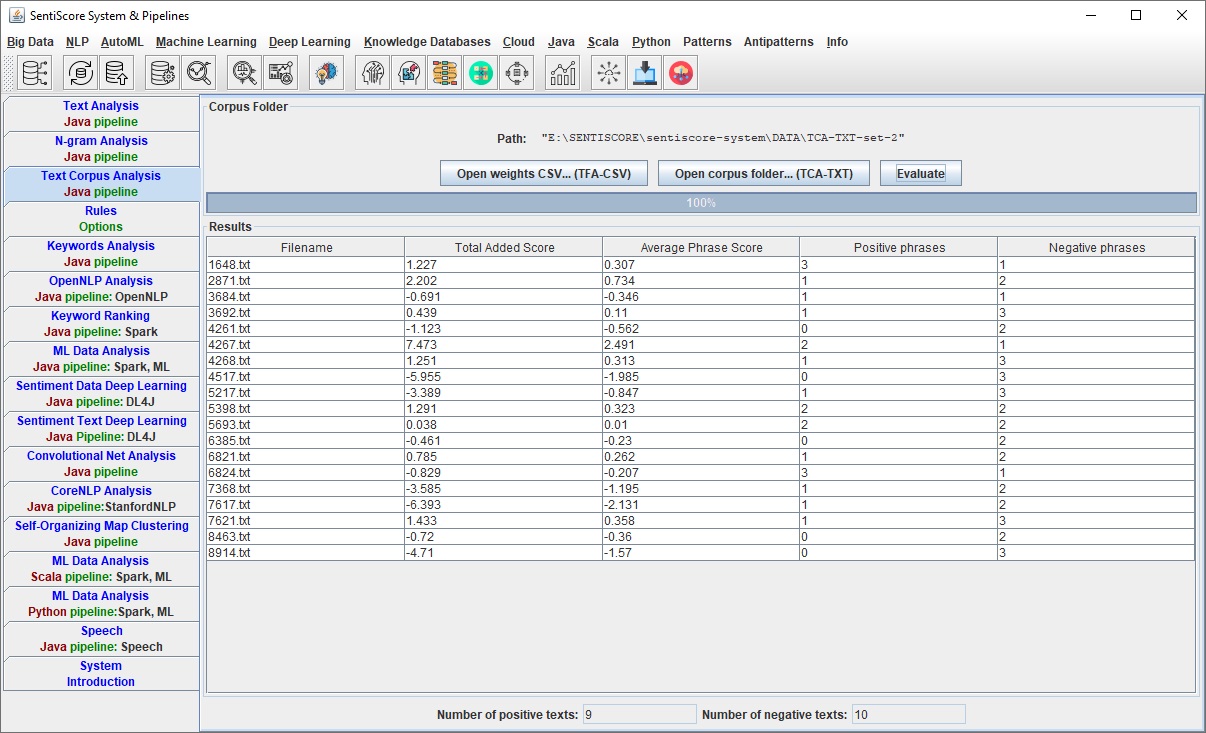 SentiScore System & Pipelines
Big Data NLP AutoML Machine Learning Deep Learning Knowledge Databases Cloud Java Scala Python Patterns Antipatterns Info
Text Analysis
Java pipeline
N-gram Analysis
Java pipeline
Text Corpus Analysis
Java pipeline
Rules
Options
Keywords Analysis
Java pipeline
OpenNLP Analysis
Java pipeline: OpenNLP
Keyword Ranking
Java pipeline: Spark
ML Data Analysis
Java pipeline: Spark, ML
Sentiment Data Deep Learning
Java pipeline: DL4J
Sentiment Text Deep Learning
Java Pipeline: DL4J
Convolutional Net Analysis
Java pipeline
CoreNLP Analysis
Java pipeline:StanfordNLP
Self-Organizing Map Clustering
Java pipeline
ML Data Analysis
Scala pipeline: Spark, ML
ML Data Analysis
Python pipeline:Spark, ML
Speech
Java pipeline: Speech
System
Introduction
Corpus Folder
Path: "E:\SENTISCORE\sentiscore-system\DATA\TCA-TXT-set-2"
Open weights CSV... (TFA-CSV) Open corpus folder... (TCA-TXT) Evaluate
100%
Results
Filename Total Added Score Average Phrase Score Positive phrases Negative phrases
1648.txt 1.227 0.307 3 1
2871.txt 2.202 0.734 1 2
3684.txt -0.691 -0.346 1 1
3692.txt 0.439 0.11 1 3
4261.txt -1.123 -0.562 0 2
4267.txt 7.473 2.491 2 1
4268.txt 1.251 0.313 1 3
4517.txt -5.955 -1.985 0 3
5217.txt -3.389 -0.847 1 3
5398.txt 1.291 0.323 2 2
5693.txt 0.038 0.01 2 2
6385.txt -0.461 -0.23 0 2
6821.txt 0.785 0.262 1 2
6824.txt -0.829 -0.207 3 1
7368.txt -3.585 -1.195 1 2
7617.txt -6.393 -2.131 1 2
7621.txt 1.433 0.358 1 3
8463.txt -0.72 -0.36 0 2
8914.txt -4.71 -1.57 0 3
Number of positive texts: 9 Number of negative texts: 10